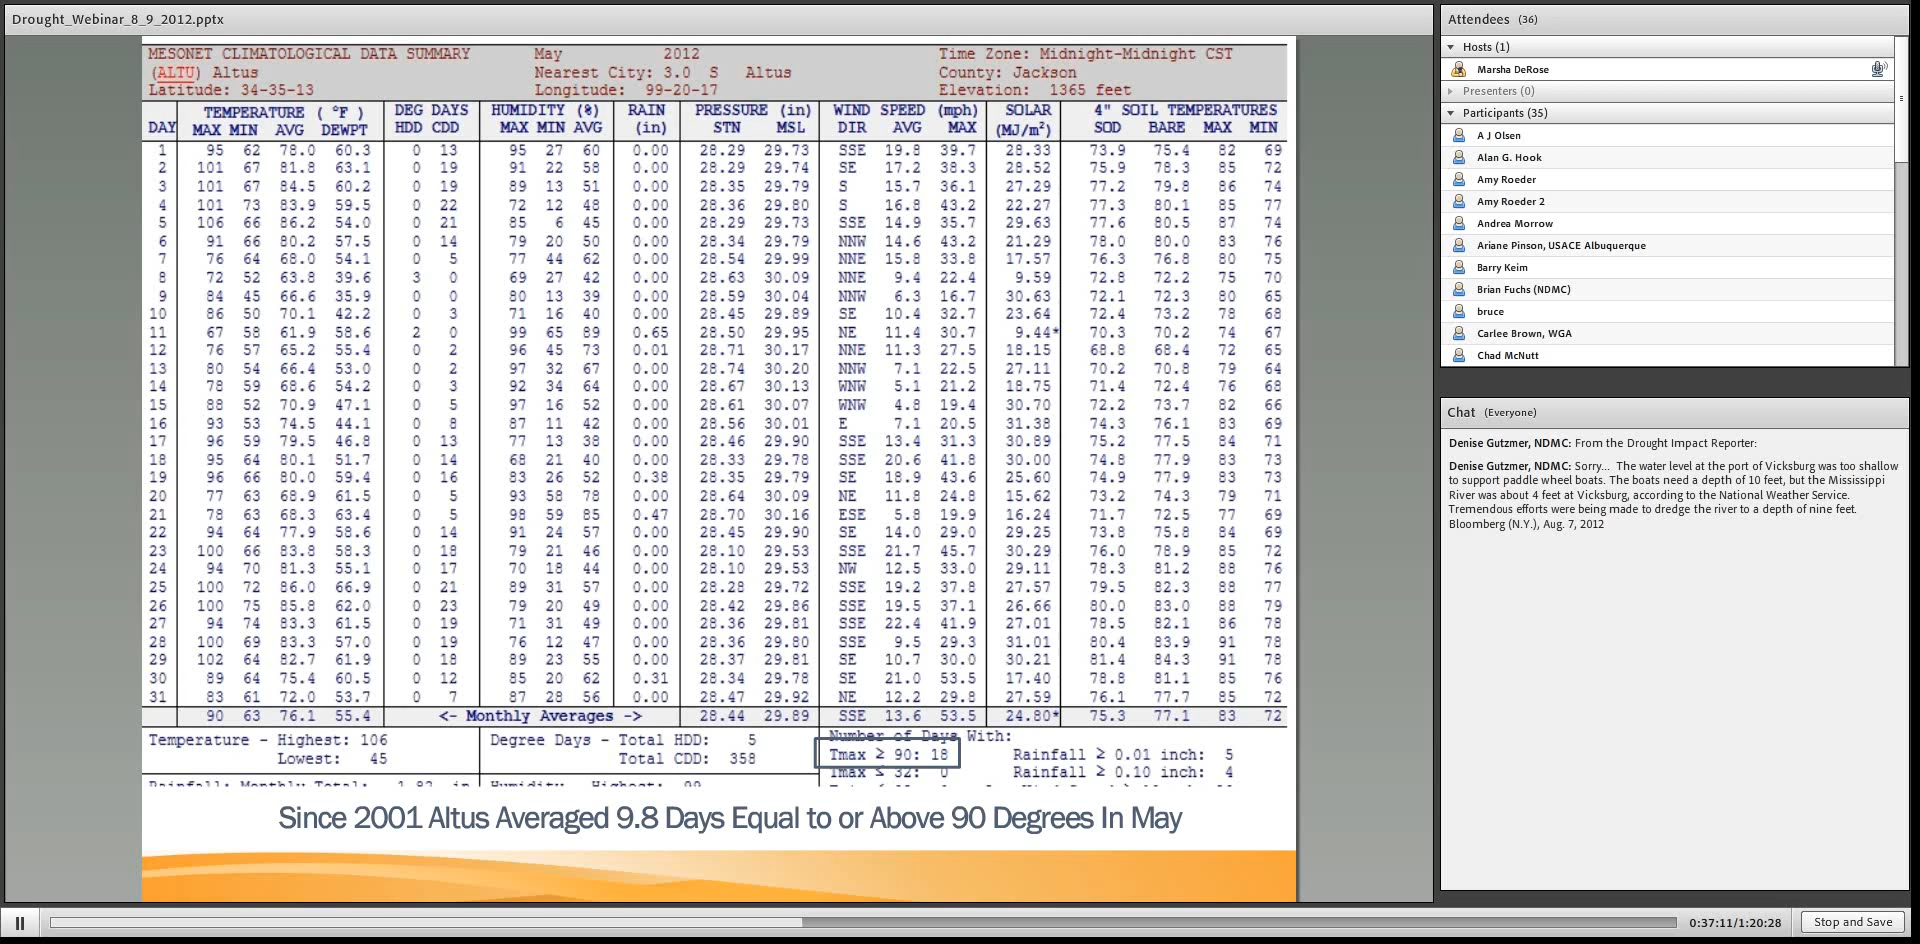 Drought_Webinar_8_9_2012.pptx
MESONET CLIMATOLOGICAL DATA SUMMARY May 2012 Time Zone: Midnight-Midnight CST
(ALTU) Altus Nearest City: 3.0 S Altus County: Jackson
Latitude: 34-35-13 Longitude: 99-20-17 Elevation: 1365 feet
TEMPERATURE ( °F ) DEG DAYS HUMIDITY (%) RAIN PRESSURE (in) WIND SPEED (mph) SOLAR 4" SOIL TEMPERATURES
DAY MAX MIN AVG DEWPT HDD CDD MAX MIN AVG (in) STN MSL DIR AVG MAX (MJ/m²) SOD BARE MAX MIN
1 95 62 78.0 60.3 0 13 95 27 60 0.00 28.29 29.73 SSE 19.8 39.7 28.33 73.9 75.4 82 69
2 101 67 81.8 63.1 0 19 91 22 58 0.00 28.29 29.74 SE 17.2 38.3 28.52 75.9 78.3 85 72
3 101 67 84.5 60.2 0 19 89 13 51 0.00 28.35 29.79 S 15.7 36.1 27.29 77.2 79.8 86 74
4 101 73 83.9 59.5 0 22 72 12 48 0.00 28.36 29.80 S 16.8 43.2 22.27 77.3 80.1 85 77
5 106 66 86.2 54.0 0 21 85 6 45 0.00 28.29 29.73 SSE 14.9 35.7 29.63 77.6 80.5 87 74
6 91 66 80.2 57.5 0 14 79 20 50 0.00 28.34 29.79 NNW 14.6 43.2 21.29 78.0 80.0 83 76
7 76 64 68.0 54.1 0 5 77 44 62 0.00 28.54 29.99 NNE 15.8 33.8 17.57 76.3 76.8 80 75
8 72 52 63.8 39.6 3 0 69 27 42 0.00 28.63 30.09 NNE 9.4 22.4 9.59 72.8 72.2 75 70
9 84 45 66.6 35.9 0 0 80 13 39 0.00 28.59 30.04 NNW 6.3 16.7 30.63 72.1 72.3 80 65
10 86 50 70.1 42.2 0 3 71 16 40 0.00 28.45 29.89 SE 10.4 32.7 23.64 72.4 73.2 78 68
11 67 58 61.9 58.6 2 0 99 65 89 0.65 28.50 29.95 NE 11.4 30.7 9.44* 70.3 70.2 74 67
12 76 57 65.2 55.4 0 2 96 45 73 0.01 28.71 30.17 NNE 11.3 27.5 18.15 68.8 68.4 72 65
13 80 54 66.4 53.0 0 2 97 32 67 0.00 28.74 30.20 NNW 7.1 22.5 27.11 70.2 70.8 79 64
14 78 59 68.6 54.2 0 3 92 34 64 0.00 28.67 30.13 WNW 5.1 21.2 18.75 71.4 72.4 76 68
15 88 52 70.9 47.1 0 5 97 16 52 0.00 28.61 30.07 WNW 4.8 19.4 30.70 72.2 73.7 82 66
16 93 53 74.5 44.1 0 8 87 11 42 0.00 28.56 30.01 E 7.1 20.5 31.38 74.3 76.1 83 69
17 96 59 79.5 46.8 0 13 77 13 38 0.00 28.46 29.90 SSE 13.4 31.3 30.89 75.2 77.5 84 71
18 95 64 80.1 51.7 0 14 68 21 40 0.00 28.33 29.78 SSE 20.6 41.8 30.00 74.8 77.9 83 73
19 96 66 80.0 59.4 0 16 83 26 52 0.38 28.35 29.79 SE 18.9 43.6 25.60 74.9 77.9 83 73
20 77 63 68.9 61.5 0 5 93 58 78 0.00 28.64 30.09 NE 11.8 24.8 15.62 73.2 74.3 79 71
21 78 63 68.3 63.4 0 5 98 59 85 0.47 28.70 30.16 ESE 5.8 19.9 16.24 71.7 72.5 77 69
22 94 64 77.9 58.6 0 14 91 24 57 0.00 28.45 29.90 SE 14.0 29.0 29.25 73.8 75.8 84 69
23 100 66 83.8 58.3 0 18 79 21 46 0.00 28.10 29.53 SSE 21.7 45.7 30.29 76.0 78.9 85 72
24 94 70 81.3 55.1 0 17 70 18 44 0.00 28.10 29.53 NW 12.5 33.0 29.11 78.3 81.2 88 76
25 100 72 86.0 66.9 0 21 89 31 57 0.00 28.28 29.72 SSE 19.2 37.8 27.57 79.5 82.3 88 77
26 100 75 85.8 62.0 0 23 79 20 49 0.00 28.42 29.86 SSE 19.5 37.1 26.66 80.0 83.0 88 79
27 94 74 83.3 61.5 0 19 71 31 49 0.00 28.36 29.81 SSE 22.4 41.9 27.01 78.5 82.1 86 78
28 100 69 83.3 57.0 0 19 76 12 47 0.00 28.36 29.80 SSE 9.5 29.3 31.01 80.4 83.9 91 78
29 102 64 82.7 61.9 0 18 89 23 55 0.00 28.37 29.81 SE 10.7 30.0 30.21 81.4 84.3 91 78
30 89 64 75.4 60.5 0 12 85 20 62 0.31 28.34 29.78 SE 21.0 53.5 17.40 78.8 81.1 85 76
31 83 61 72.0 53.7 0 7 87 28 56 0.00 28.47 29.92 NE 12.2 29.8 27.59 76.1 77.7 85 72
90 63 76.1 55.4 <- Monthly Averages -> 28.44 29.89 SSE 13.6 53.5 24.80* 75.3 77.1 83 72
Temperature - Highest: 106 Degree Days - Total HDD: 5 Number of Days With:
Lowest: 45 Total CDD: 358 Tmax ≥ 90: 18 Rainfall ≥ 0.01 inch: 5
Tmax ≤ 32: 0 Rainfall ≥ 0.10 inch: 4
Rainfall: Monthly Total: 1.82 in Humidity - Highest: 99
Since 2001 Altus Averaged 9.8 Days Equal to or Above 90 Degrees In May
Attendees (36)
Hosts (1)
Marsha DeRose
Presenters (0)
Participants (35)
A J Olsen
Alan G. Hook
Amy Roeder
Amy Roeder 2
Andrea Morrow
Ariane Pinson, USACE Albuquerque
Barry Keim
Brian Fuchs (NDMC)
bruce
Carlee Brown, WGA
Chad McNutt
Chat (Everyone)
Denise Gutzmer, NDMC: From the Drought Impact Reporter:
Denise Gutzmer, NDMC: Sorry... The water level at the port of Vicksburg was too shallow
to support paddle wheel boats. The boats need a depth of 10 feet, but the Mississippi
River was about 4 feet at Vicksburg, according to the National Weather Service.
Tremendous efforts were being made to dredge the river to a depth of nine feet.
Bloomberg (N.Y.), Aug. 7, 2012
0:37:11/1:20:28
Stop and Save